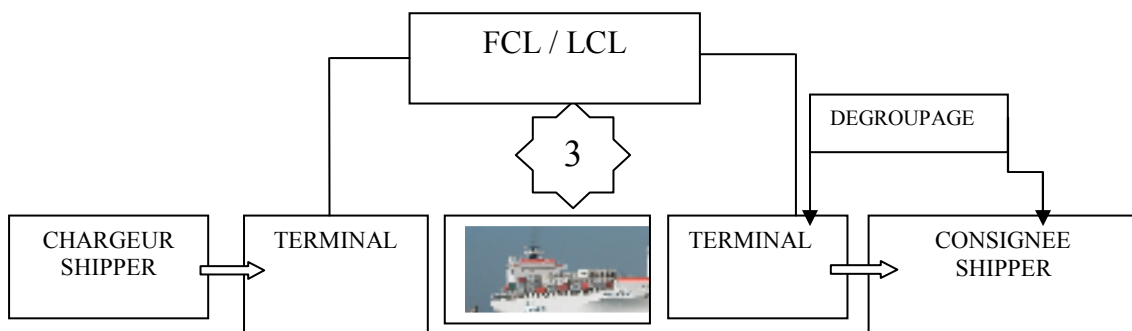 FCL / LCL
DEGROUPAGE
3
CHARGEUR
SHIPPER
TERMINAL
TERMINAL
CONSIGNEE
SHIPPER